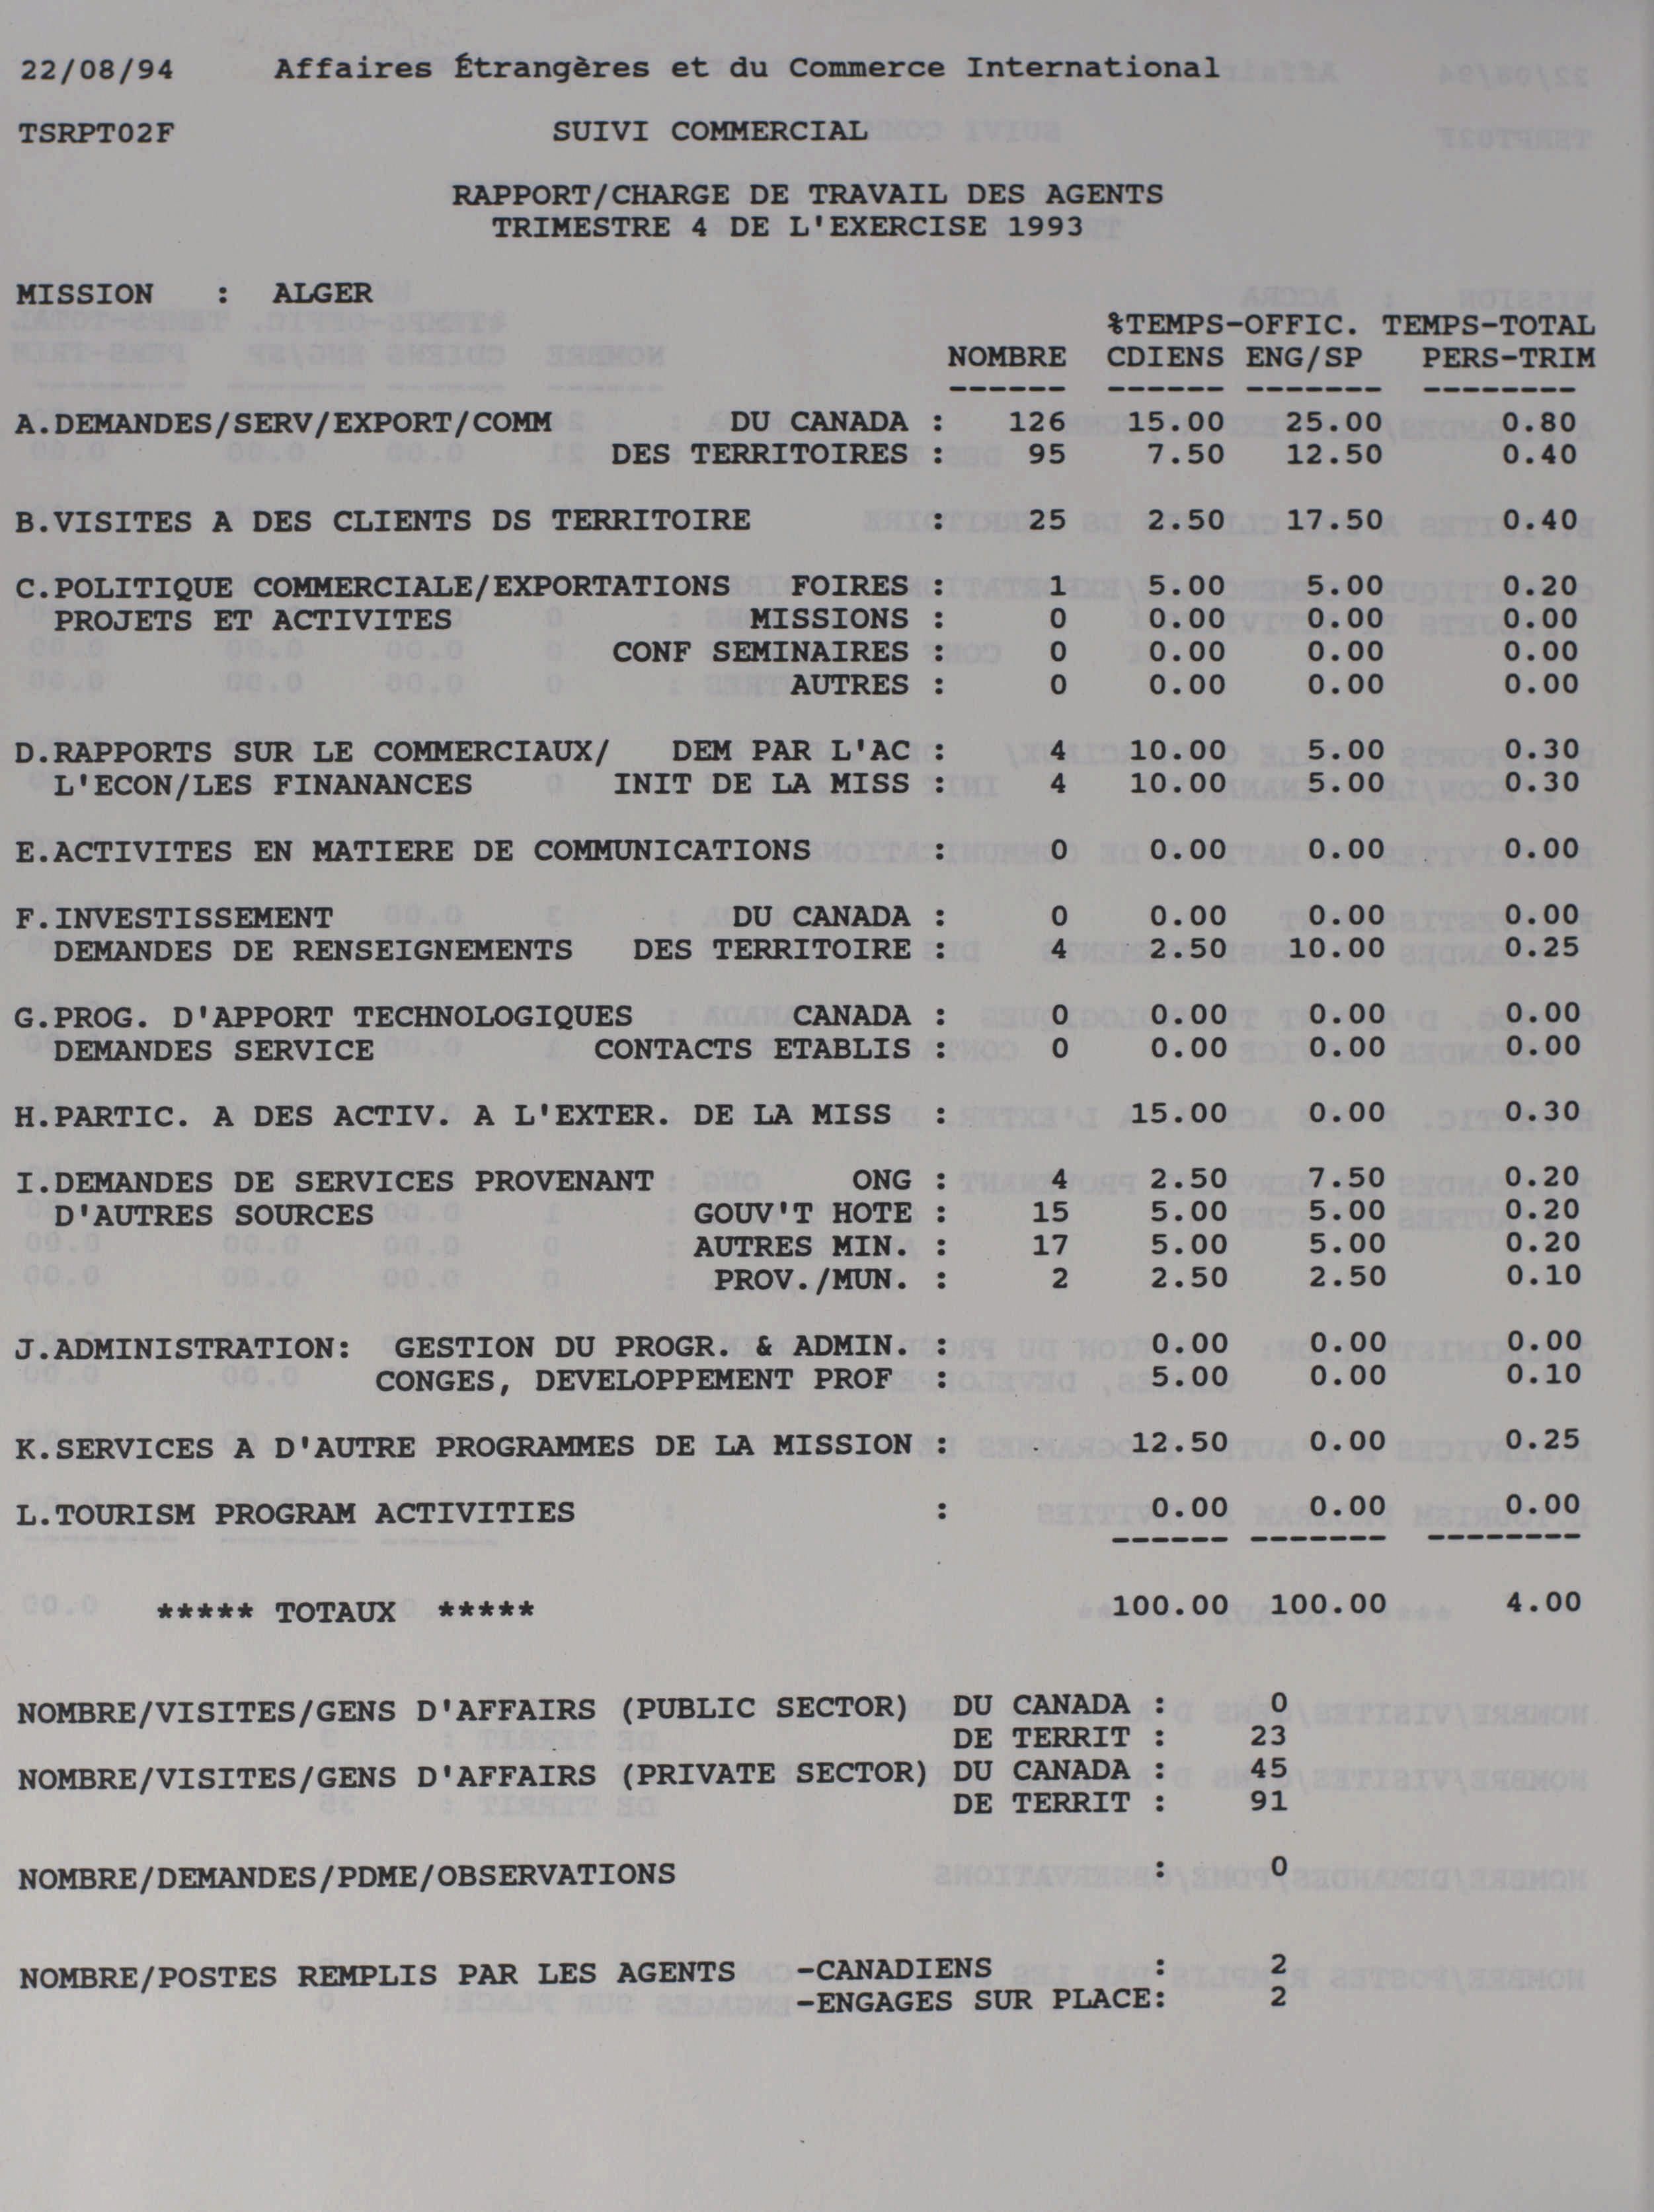 22/08/94 Affaires Étrangères et du Commerce International
TSRPT02F SUIVI COMMERCIAL
RAPPORT/CHARGE DE TRAVAIL DES AGENTS
TRIMESTRE 4 DE L'EXERCISE 1993
MISSION : ALGER
%TEMPS-OFFIC. TEMPS-TOTAL
NOMBRE CDIENS ENG/SP PERS-TRIM
------ ------ ------- --------
A.DEMANDES/SERV/EXPORT/COMM DU CANADA : 126 15.00 25.00 0.80
DES TERRITOIRES : 95 7.50 12.50 0.40
B.VISITES A DES CLIENTS DS TERRITOIRE : 25 2.50 17.50 0.40
C.POLITIQUE COMMERCIALE/EXPORTATIONS FOIRES : 1 5.00 5.00 0.20
PROJETS ET ACTIVITES MISSIONS : 0 0.00 0.00 0.00
CONF SEMINAIRES : 0 0.00 0.00 0.00
AUTRES : 0 0.00 0.00 0.00
D.RAPPORTS SUR LE COMMERCIAUX/ DEM PAR L'AC : 4 10.00 5.00 0.30
L'ECON/LES FINANANCES INIT DE LA MISS : 4 10.00 5.00 0.30
E.ACTIVITES EN MATIERE DE COMMUNICATIONS : 0 0.00 0.00 0.00
F.INVESTISSEMENT DU CANADA : 0 0.00 0.00 0.00
DEMANDES DE RENSEIGNEMENTS DES TERRITOIRE : 4 2.50 10.00 0.25
G.PROG. D'APPORT TECHNOLOGIQUES CANADA : 0 0.00 0.00 0.00
DEMANDES SERVICE CONTACTS ETABLIS : 0 0.00 0.00 0.00
H.PARTIC. A DES ACTIV. A L'EXTER. DE LA MISS : 15.00 0.00 0.30
I.DEMANDES DE SERVICES PROVENANT ONG : 4 2.50 7.50 0.20
D'AUTRES SOURCES GOUV'T HOTE : 15 5.00 5.00 0.20
AUTRES MIN. : 17 5.00 5.00 0.20
PROV./MUN. : 2 2.50 2.50 0.10
J.ADMINISTRATION: GESTION DU PROGR. & ADMIN. : 0.00 0.00 0.00
CONGES, DEVELOPPEMENT PROF : 5.00 0.00 0.10
K.SERVICES A D'AUTRE PROGRAMMES DE LA MISSION : 12.50 0.00 0.25
L.TOURISM PROGRAM ACTIVITIES : 0.00 0.00 0.00
------ ------- --------
***** TOTAUX ***** 100.00 100.00 4.00
NOMBRE/VISITES/GENS D'AFFAIRS (PUBLIC SECTOR) DU CANADA : 0
DE TERRIT : 23
NOMBRE/VISITES/GENS D'AFFAIRS (PRIVATE SECTOR) DU CANADA : 45
DE TERRIT : 91
NOMBRE/DEMANDES/PDME/OBSERVATIONS : 0
NOMBRE/POSTES REMPLIS PAR LES AGENTS -CANADIENS : 2
-ENGAGES SUR PLACE: 2